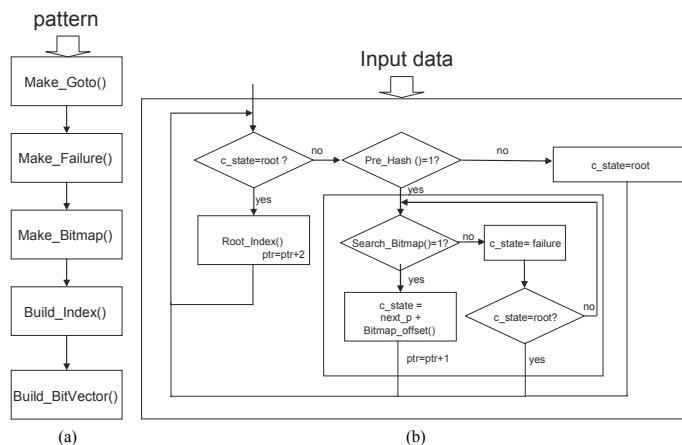 pattern
Make_Goto()
Make_Failure()
Make_Bitmap()
Build_Index()
Build_BitVector()
(a)
Input data
c_state=root ?
no
yes
Pre_Hash ()=1?
no
yes
c_state=root
Root_Index()
ptr=ptr+2
Search_Bitmap()=1?
no
yes
c_state= failure
c_state =
next_p +
Bitmap_offset()
c_state=root?
no
yes
ptr=ptr+1
(b)